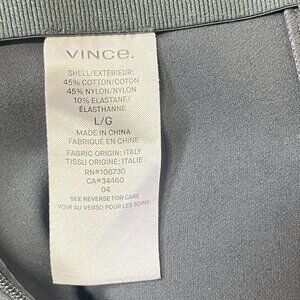 VINCE.
SHELL/EXTÉRIEUR:
45% COTTON/COTON
45% NYLON/NYLON
10% ELASTANE/
ÉLASTHANNE
L/G
MADE IN CHINA
FABRIQUÉ EN CHINE
FABRIC ORIGIN: ITALY
TISSU ORIGINE: ITALIE
RN#106730
CA#34460
04
SEE REVERSE FOR CARE
VOIR AU VERSO POUR LES SOINS